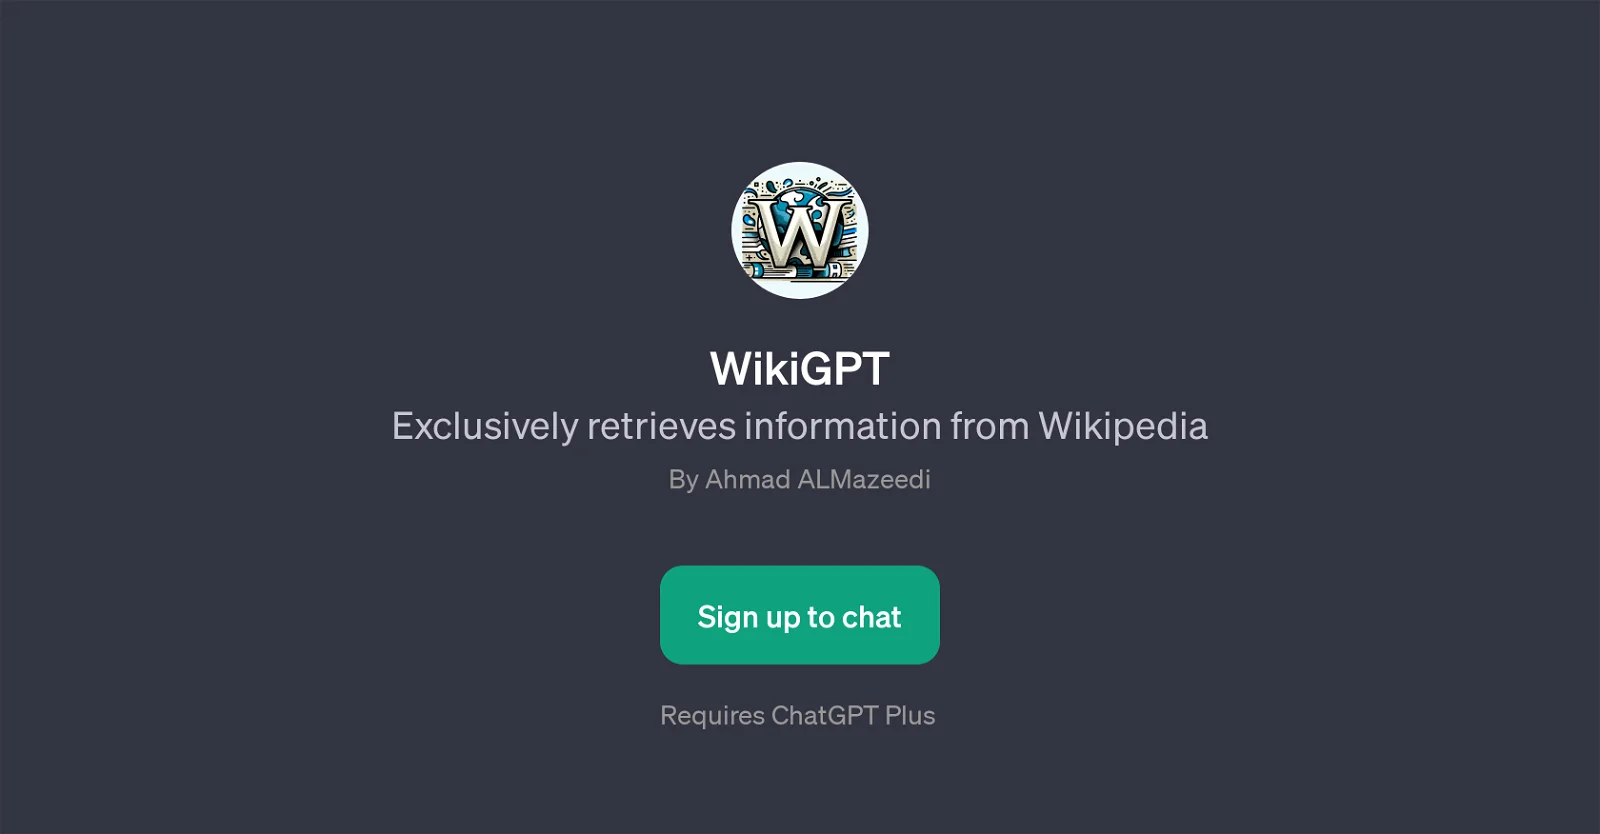 W
WikiGPT
Exclusively retrieves information from Wikipedia
By Ahmad ALMazeedi
Sign up to chat
Requires ChatGPT Plus